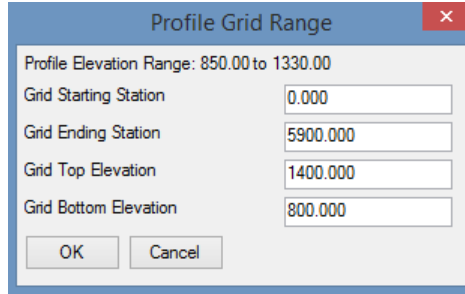 Profile Grid Range
Profile Elevation Range: 850.00 to 1330.00
Grid Starting Station 0.000
Grid Ending Station 5900.000
Grid Top Elevation 1400.000
Grid Bottom Elevation 800.000
OK Cancel